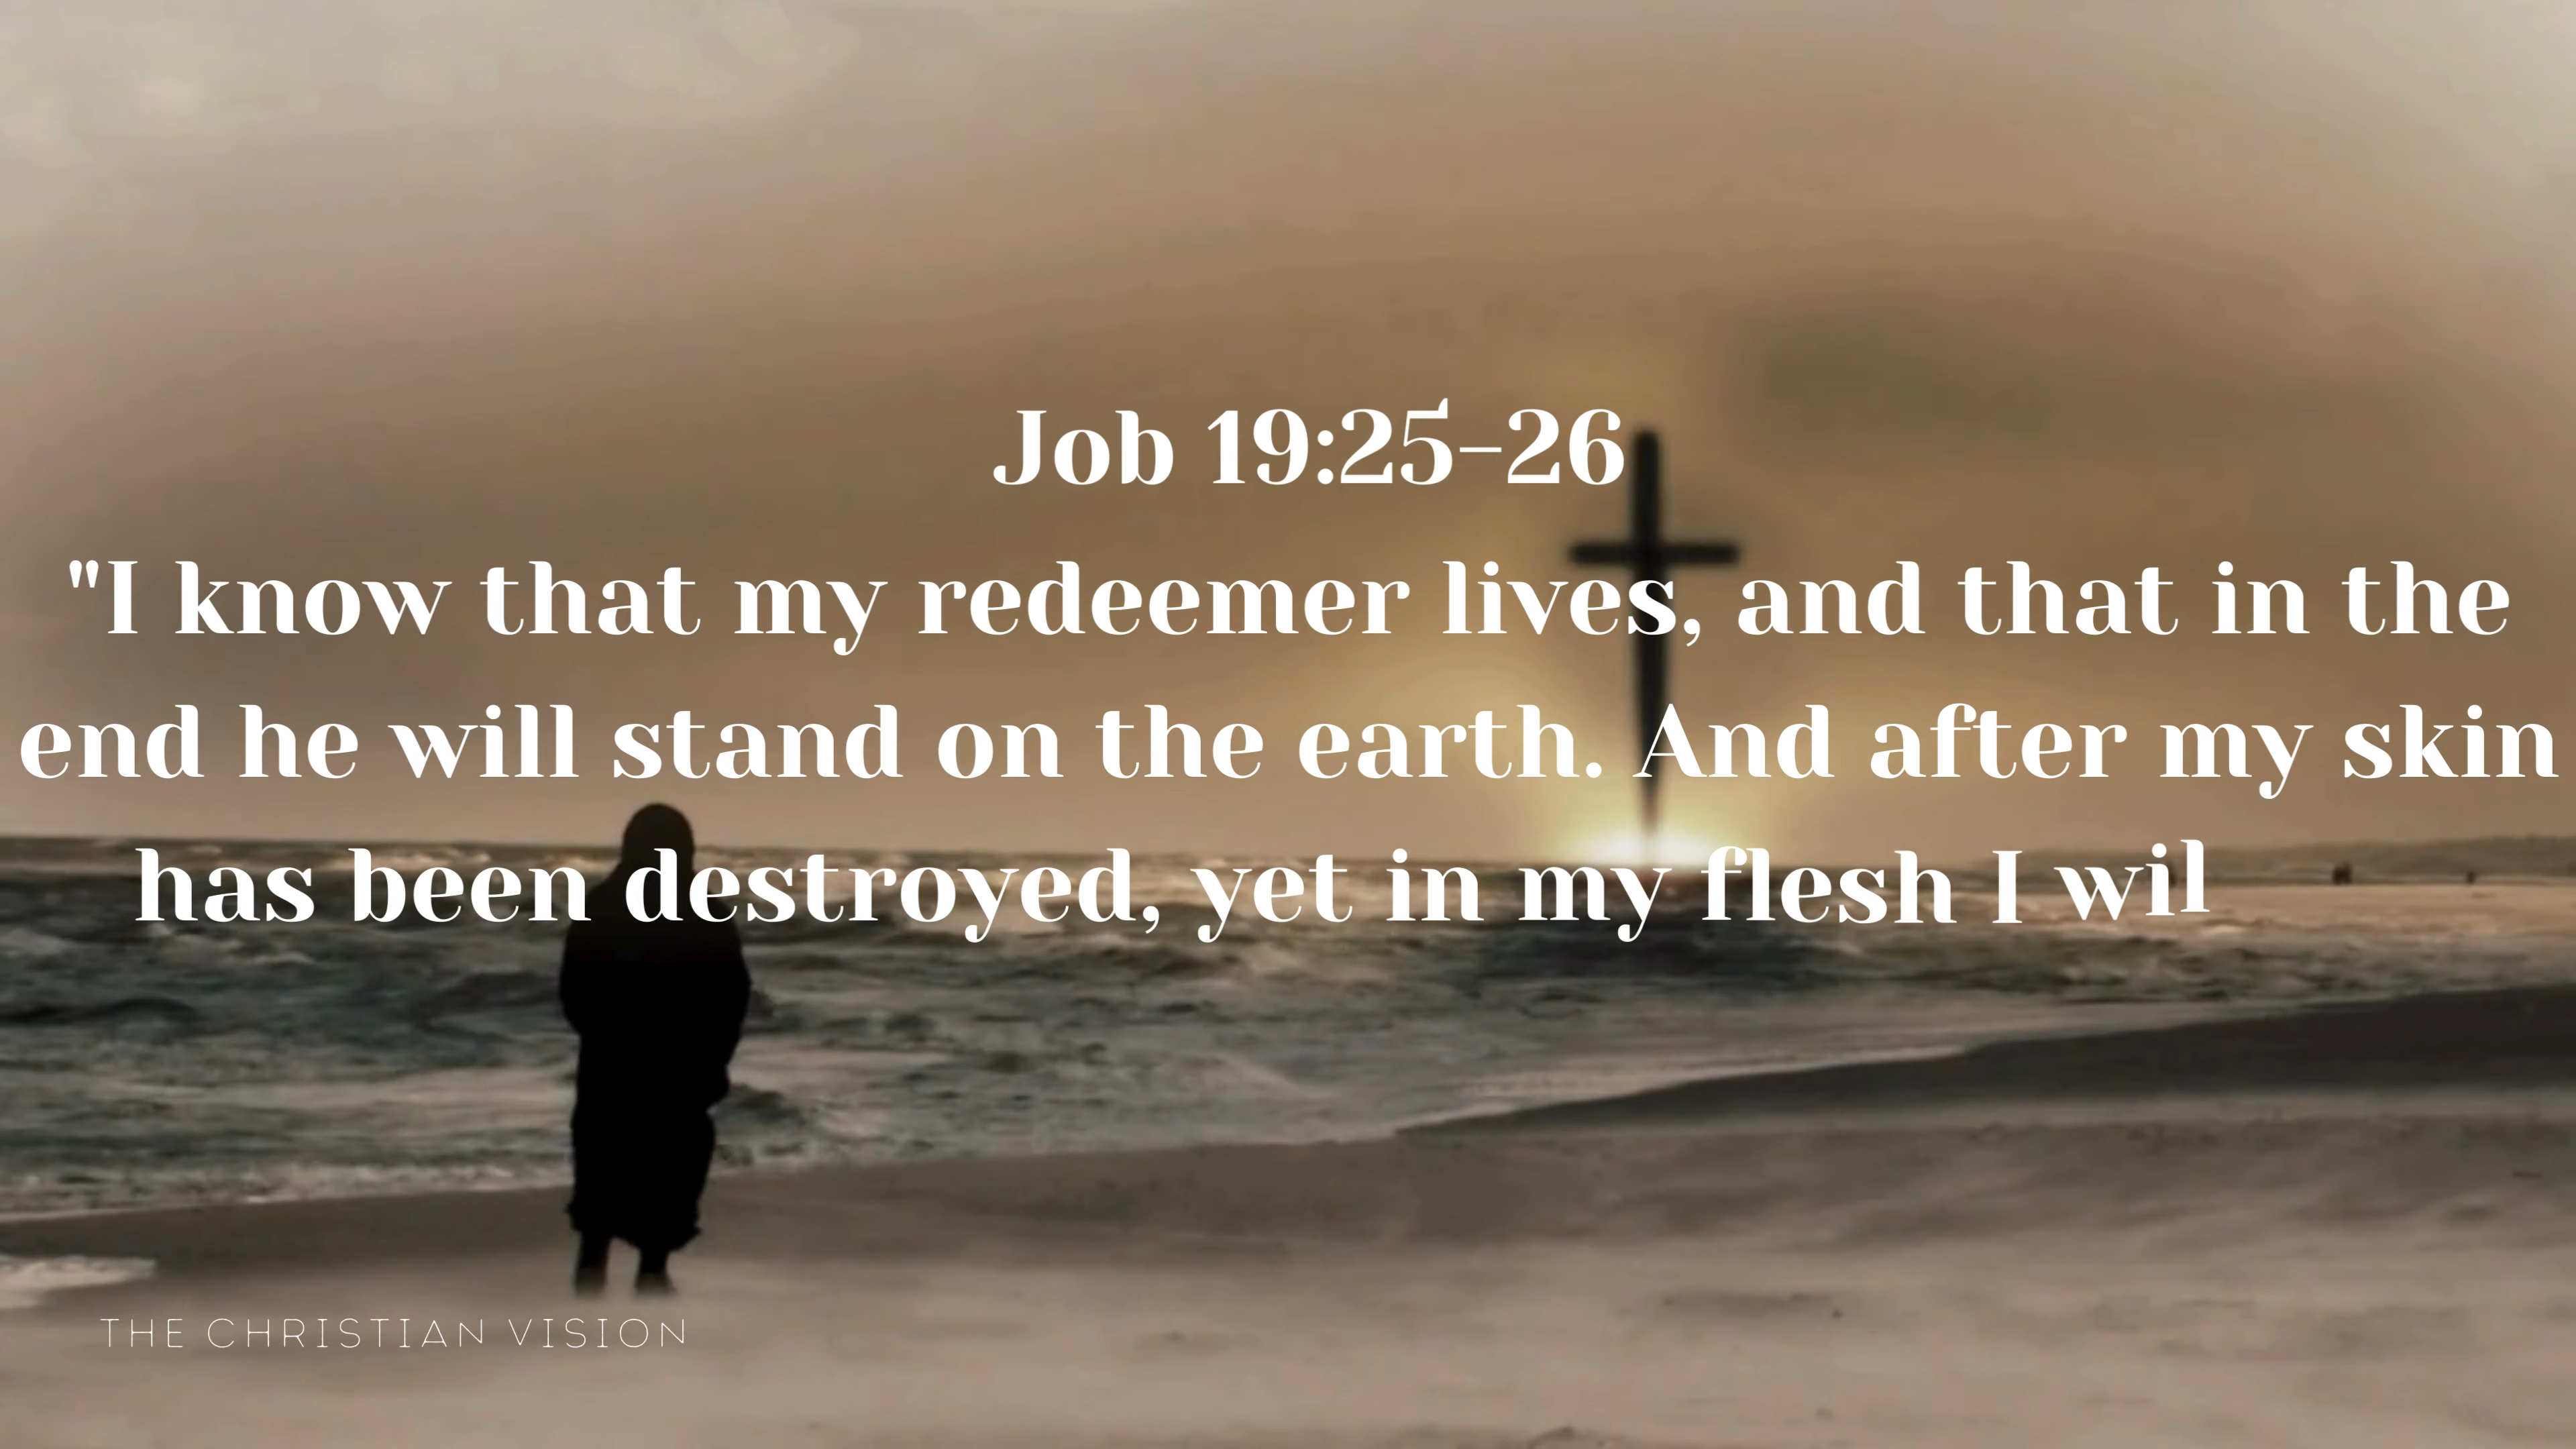 Job 19:25-26
"I know that my redeemer lives, and that in the
end he will stand on the earth. And after my skin
has been destroyed, yet in my flesh I wil
THE CHRISTIAN VISION